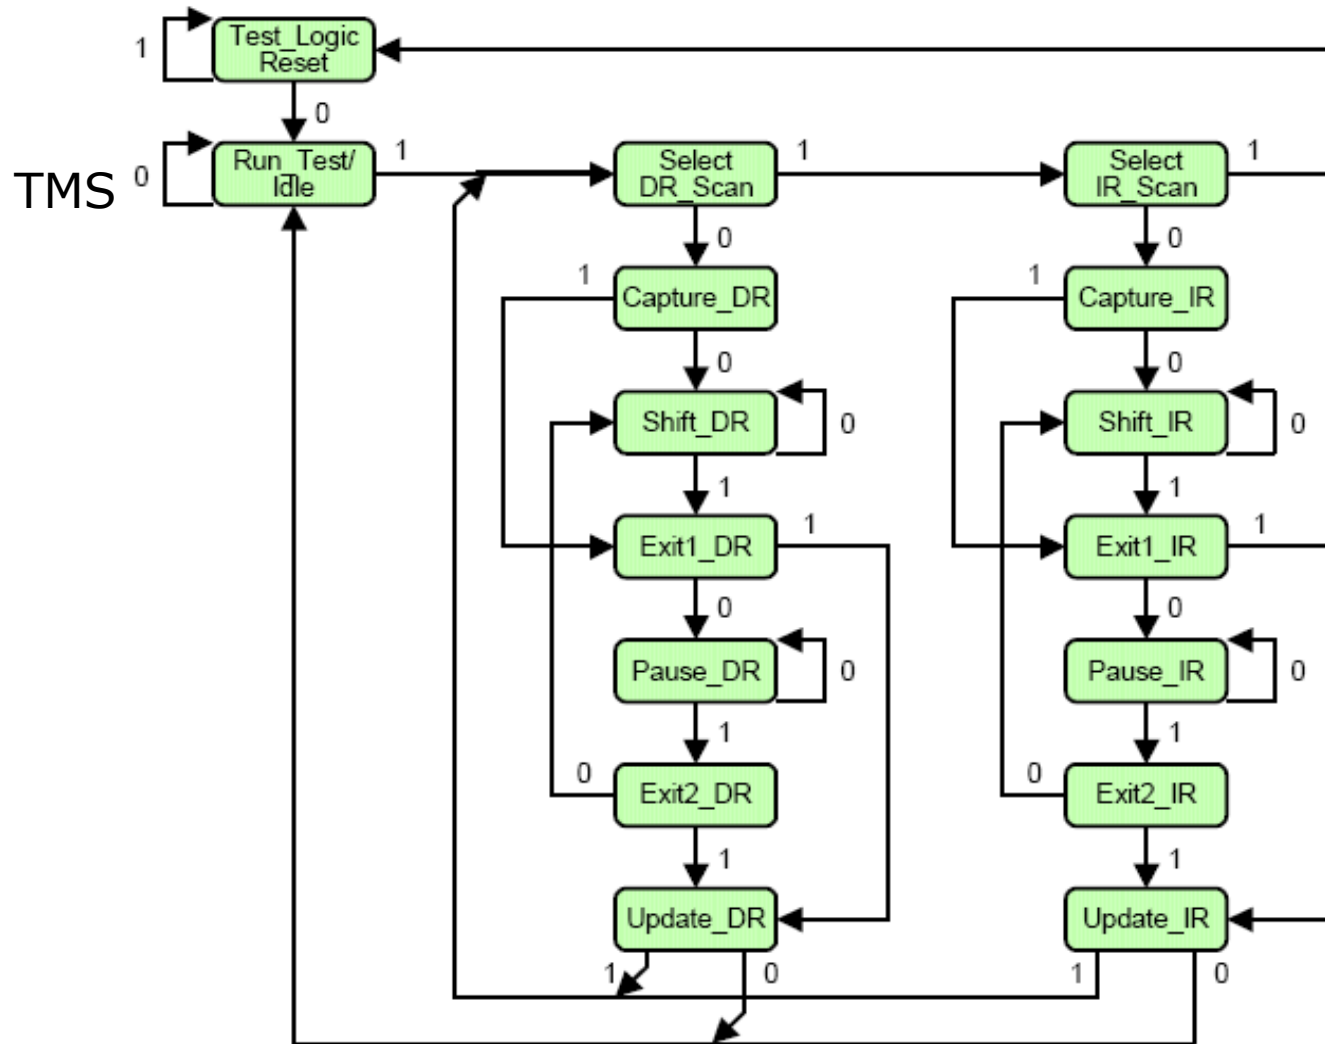 1
Test_Logic
Reset
0
TMS
0
Run_Test/
Idle
1
Select
DR_Scan
1
Select
IR_Scan
1
0
0
1
Capture_DR
1
Capture_IR
0
0
Shift_DR
0
Shift_IR
0
1
1
Exit1_DR
1
Exit1_IR
1
0
0
Pause_DR
0
Pause_IR
0
1
1
0
Exit2_DR
0
Exit2_IR
1
1
Update_DR
Update_IR
1
0
1
0